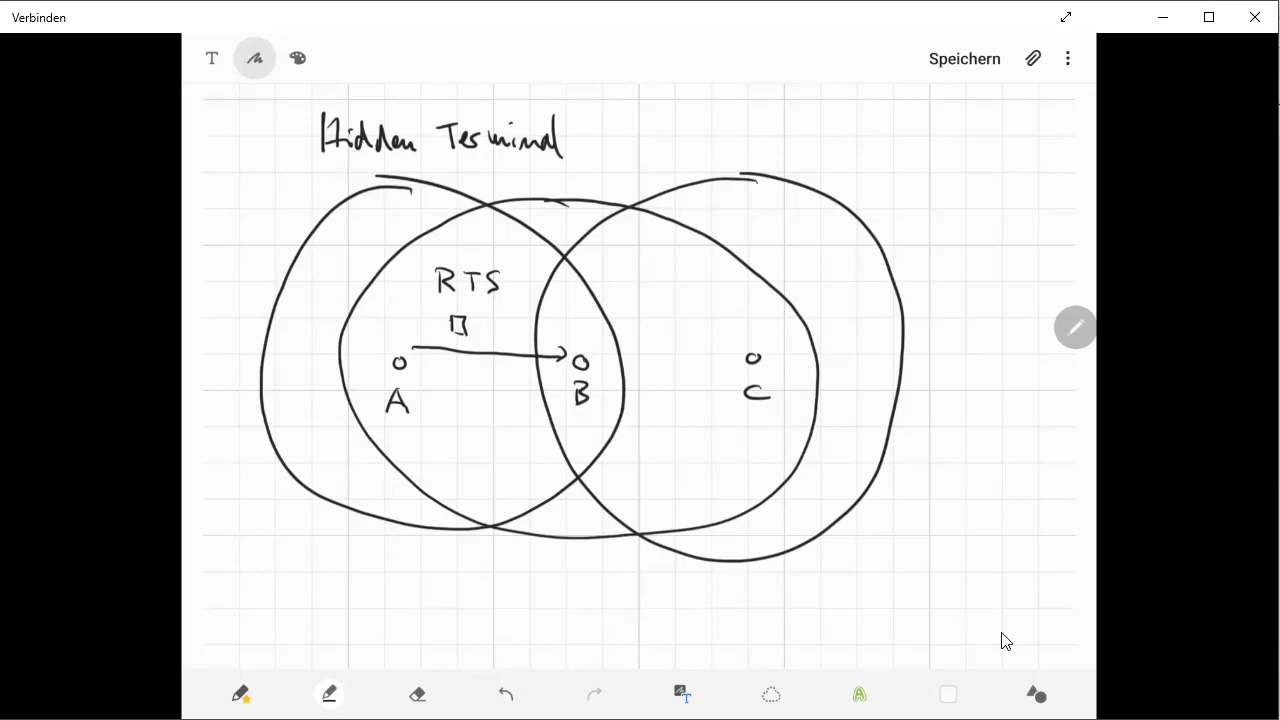 Verbinden
T
Speichern
Hidden Terminal
RTS
A
B
C